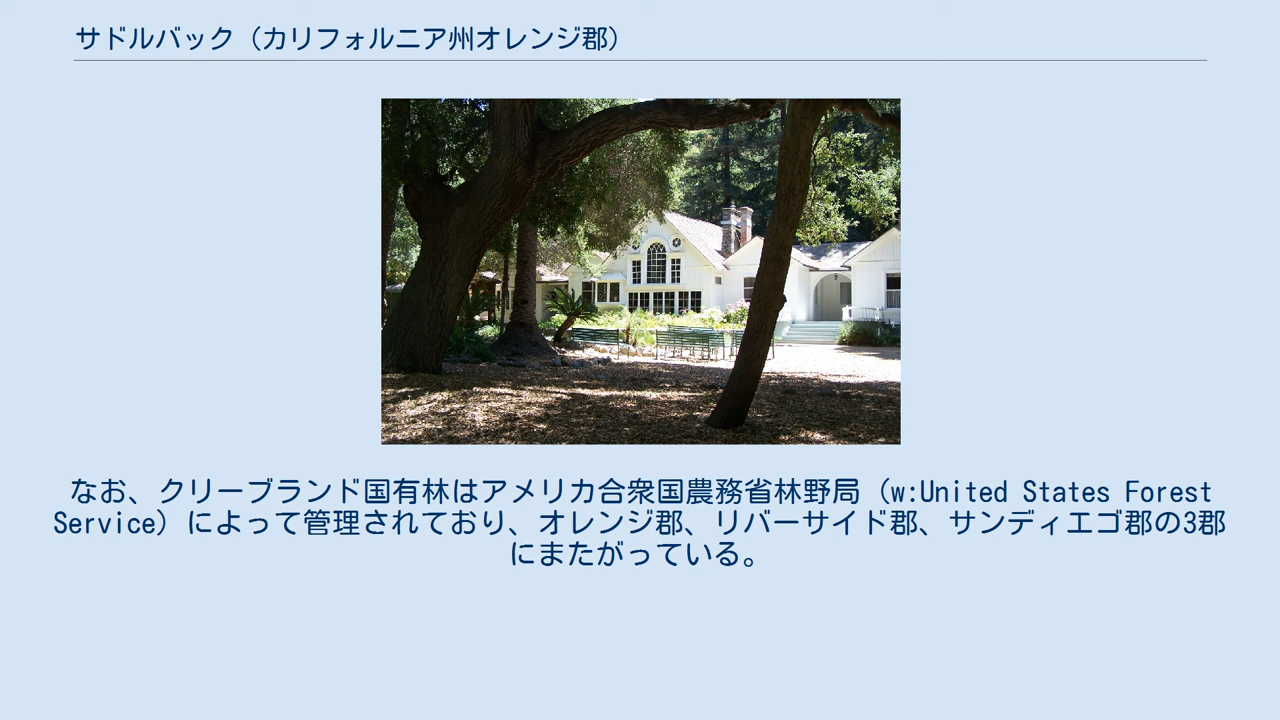 サドルバック（カリフォルニア州オレンジ郡）
なお、クリーブランド国有林はアメリカ合衆国農務省林野局（w:United States Forest
Service）によって管理されており、オレンジ郡、リバーサイド郡、サンディエゴ郡の3郡
にまたがっている。